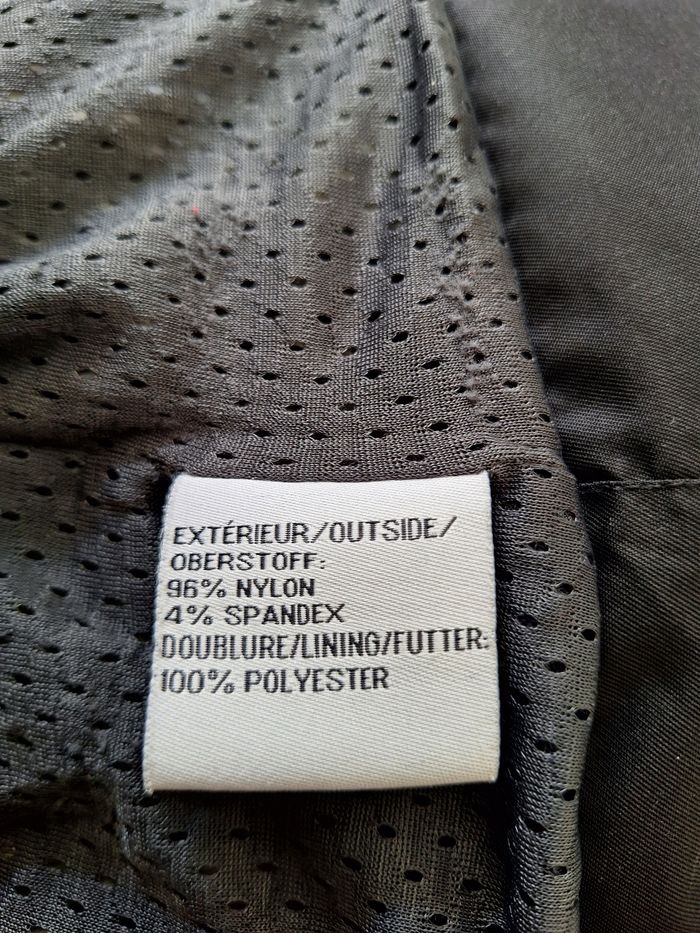 EXTÉRIEUR/OUTSIDE/
OBERSTOFF:
96% NYLON
4% SPANDEX
DOUBLURE/LINING/FUTTER:
100% POLYESTER